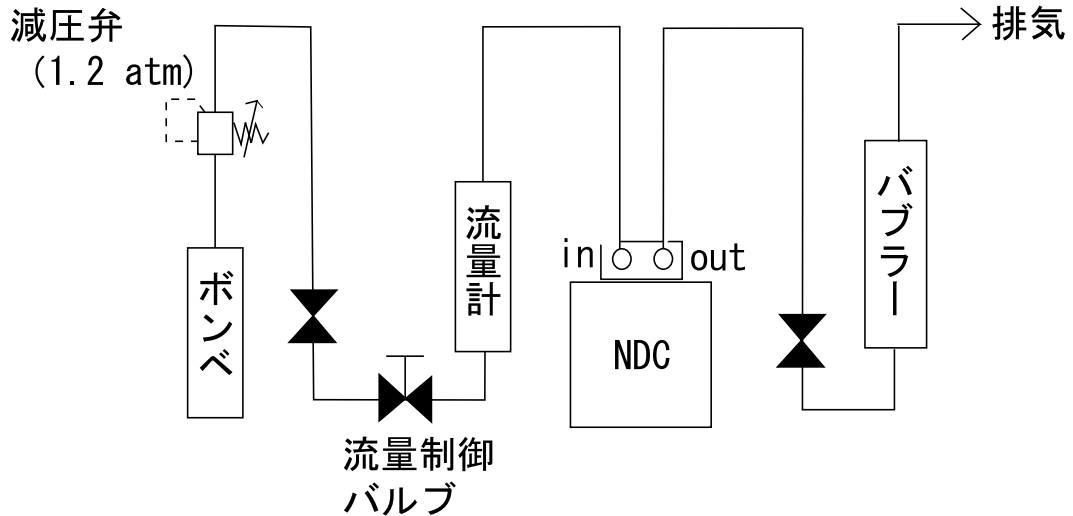 減圧弁
(1.2 atm)
排気
ボンベ
流量計
in
out
NDC
バブラー
流量制御
バルブ